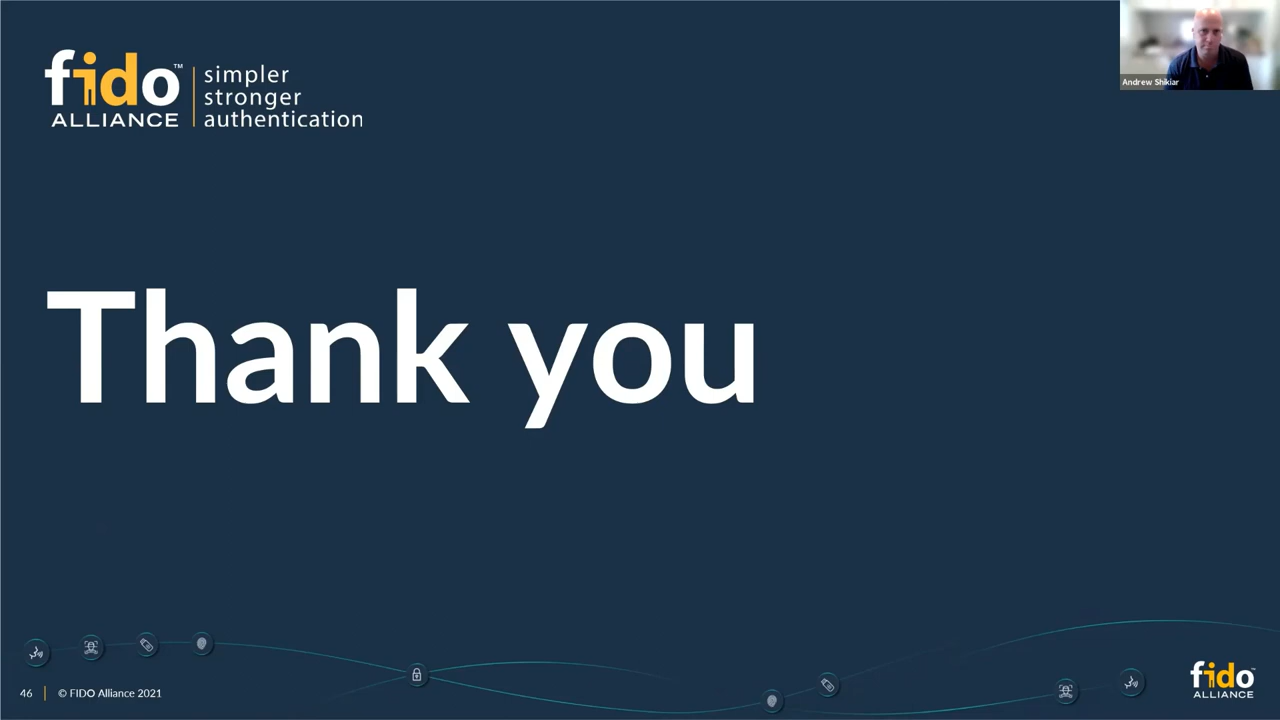 fido™
ALLIANCE
simpler
stronger
authentication
Andrew Shikiar
Thank you
46
© FIDO Alliance 2021
fido™
ALLIANCE